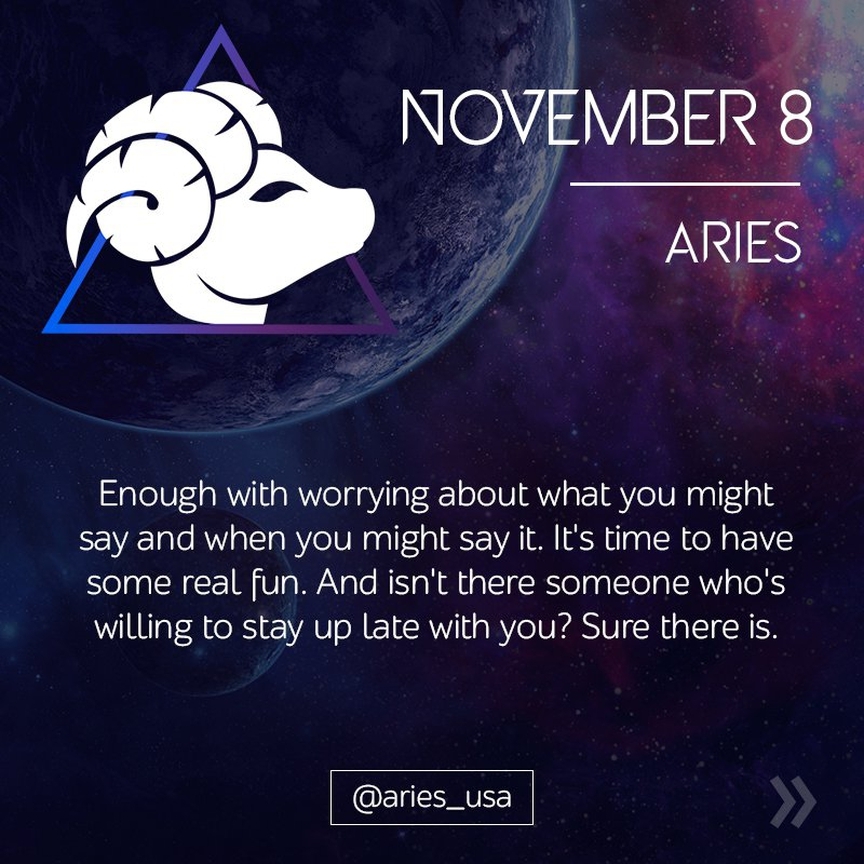 NOVEMBER 8
ARIES
Enough with worrying about what you might
say and when you might say it. It's time to have
some real fun. And isn't there someone who's
willing to stay up late with you? Sure there is.
@aries_usa